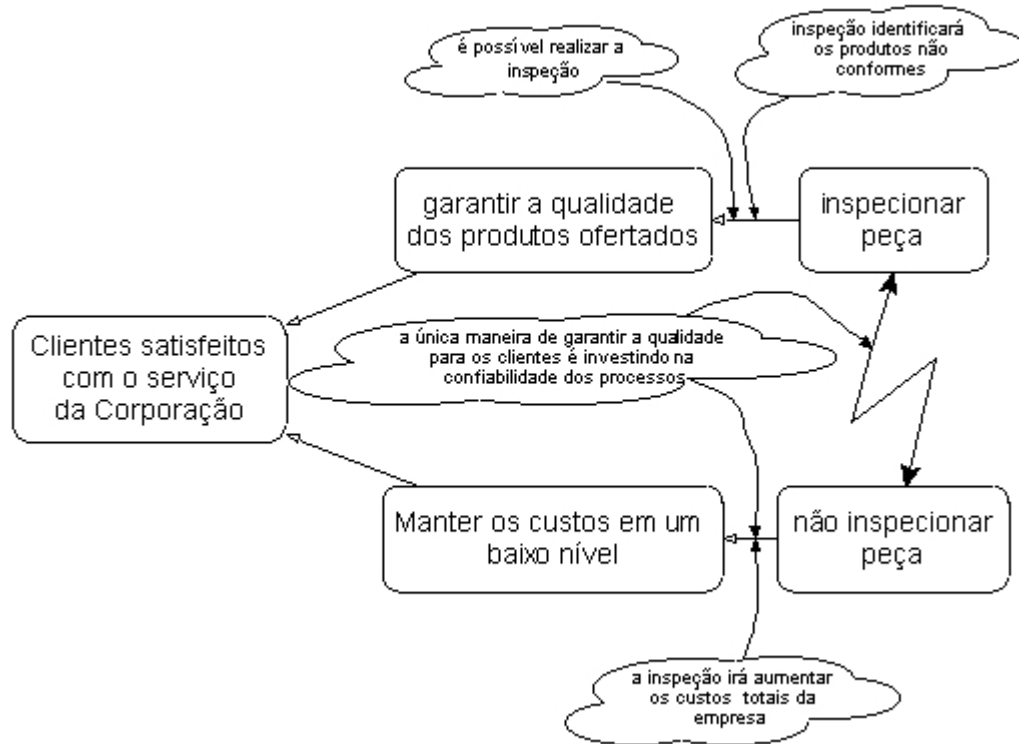 é possível realizar a
inspeção
inspeção identificará
os produtos não
conformes
garantir a qualidade
dos produtos ofertados
inspecionar
peça
Clientes satisfeitos
com o serviço
da Corporação
a única maneira de garantir a qualidade
para os clientes é investindo na
confiabilidade dos processos
Manter os custos em um
baixo nível
não inspecionar
peça
a inspeção irá aumentar
os custos totais da
empresa